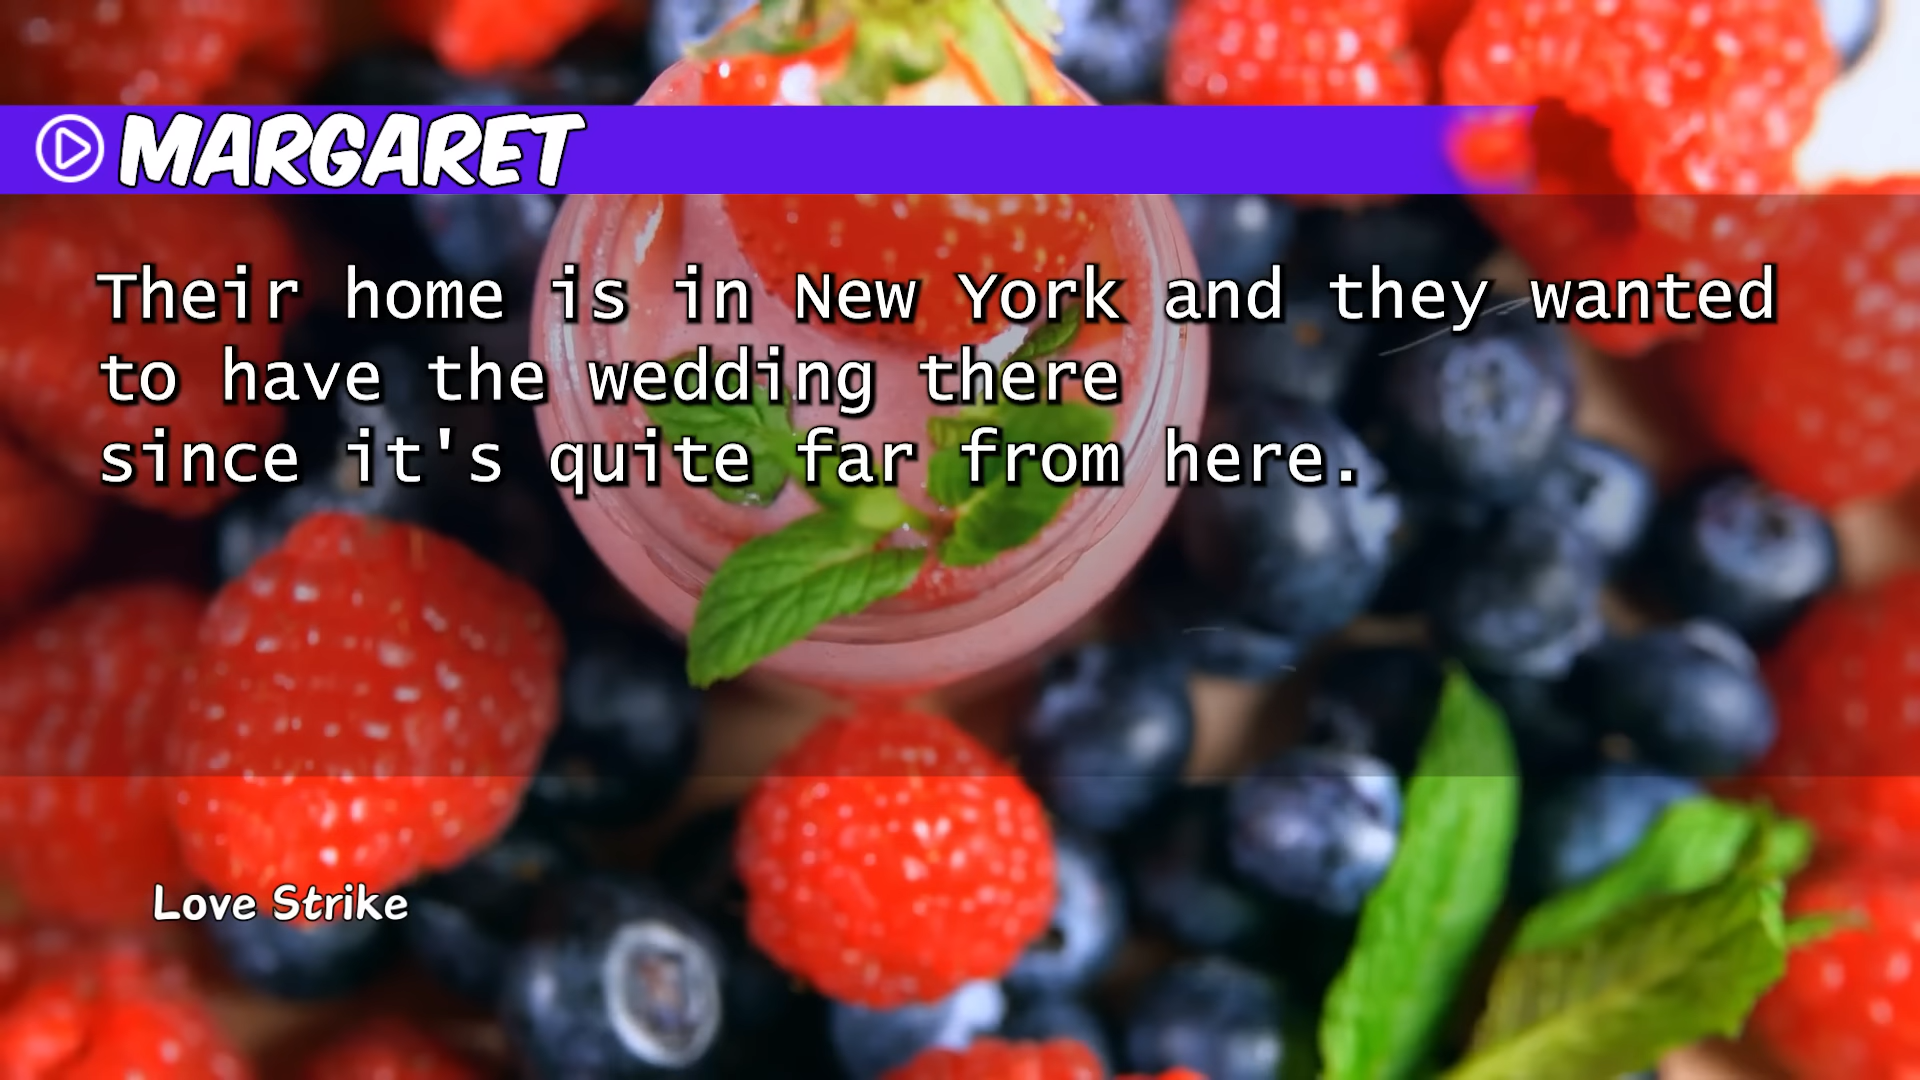 MARGARET
Their home is in New York and they wanted
to have the wedding there
since it's quite far from here.
Love Strike